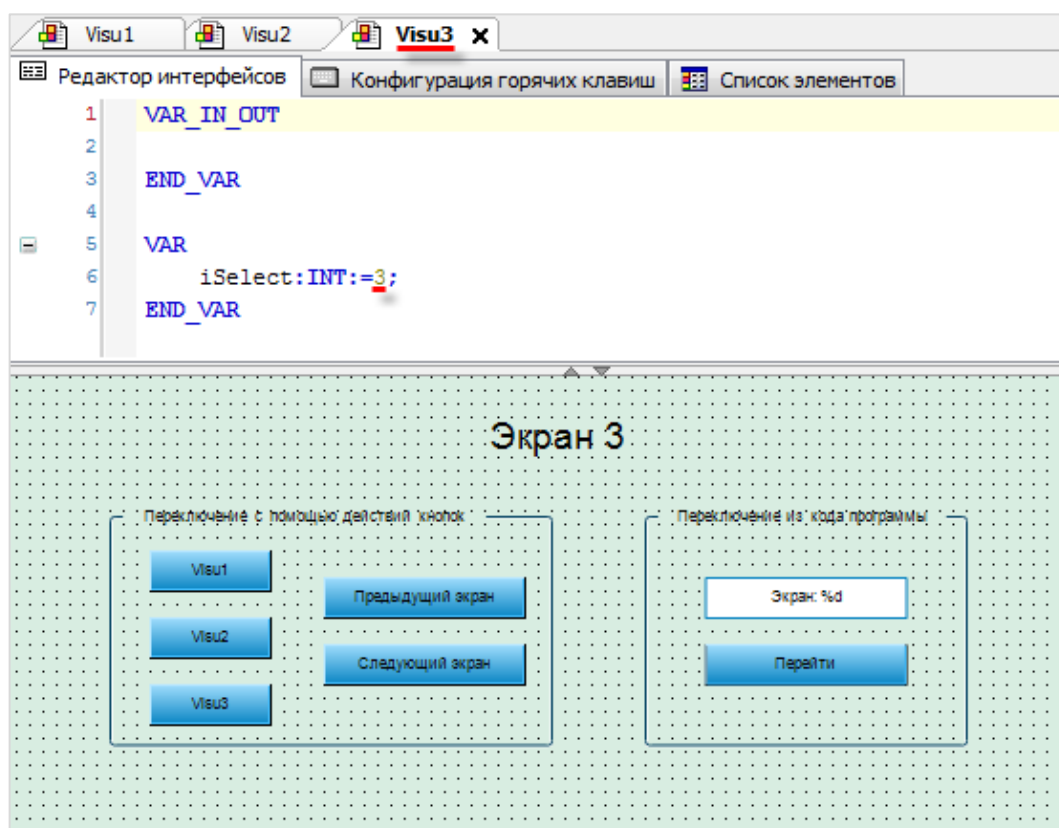 Visu1 Visu2 Visu3
Редактор интерфейсов Конфигурация горячих клавиш Список элементов
1 VAR_IN_OUT
2
3 END_VAR
4
5 VAR
6 iSelect:INT:=3;
7 END_VAR
Экран 3
Переключение с помощью действий кнопок
Visu1
Visu2
Visu3
Предыдущий экран
Следующий экран
Переключение из кода программы
Экран: %d
Перейти